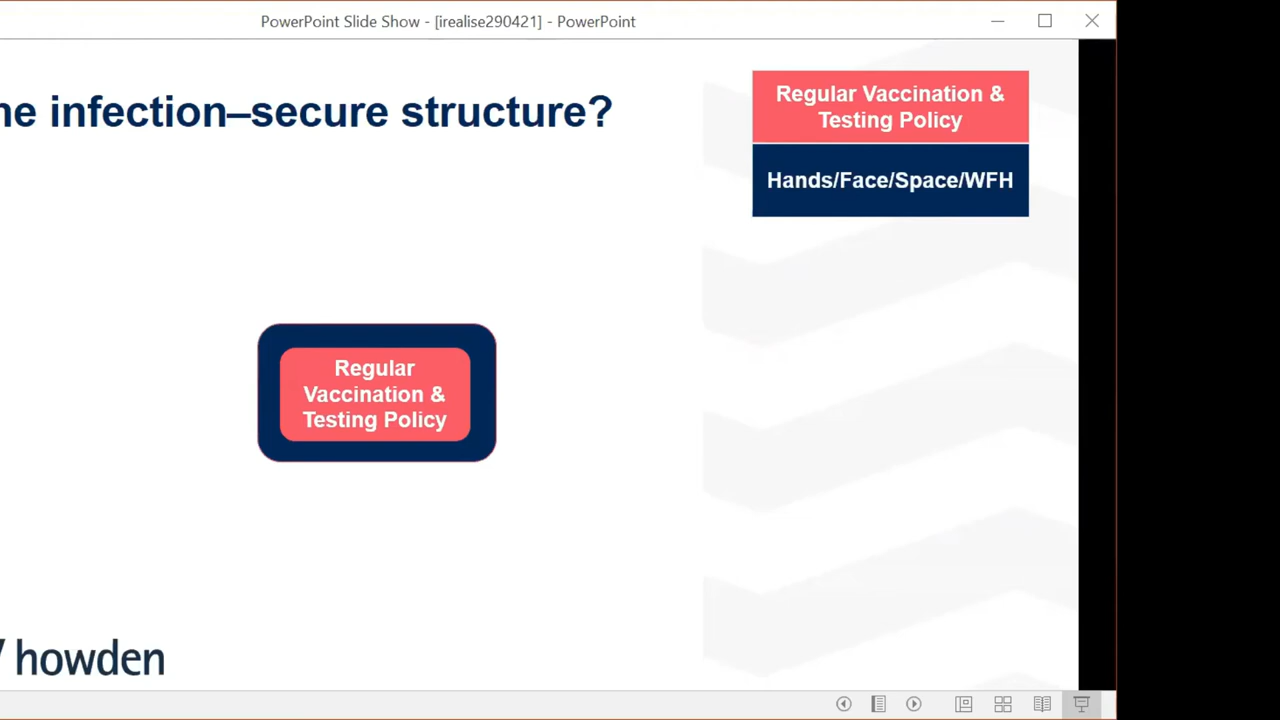 PowerPoint Slide Show - [irealise290421] - PowerPoint
infection–secure structure?
Regular Vaccination &
Testing Policy
Hands/Face/Space/WFH
Regular
Vaccination &
Testing Policy
howden